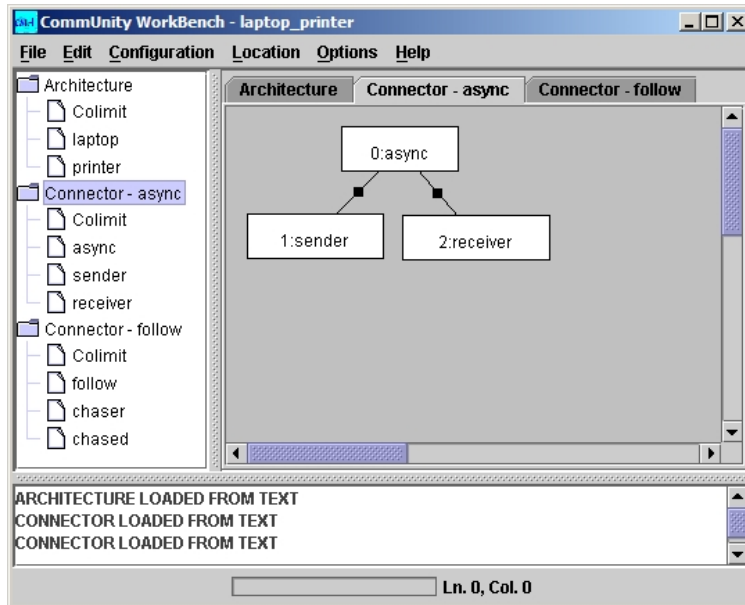 CommUnity WorkBench - laptop_printer
File Edit Configuration Location Options Help
Architecture
Colimit
laptop
printer
Connector - async
Colimit
async
sender
receiver
Connector - follow
Colimit
follow
chaser
chased
Architecture Connector - async Connector - follow
0:async
1:sender 2:receiver
ARCHITECTURE LOADED FROM TEXT
CONNECTOR LOADED FROM TEXT
CONNECTOR LOADED FROM TEXT
Ln. 0, Col. 0